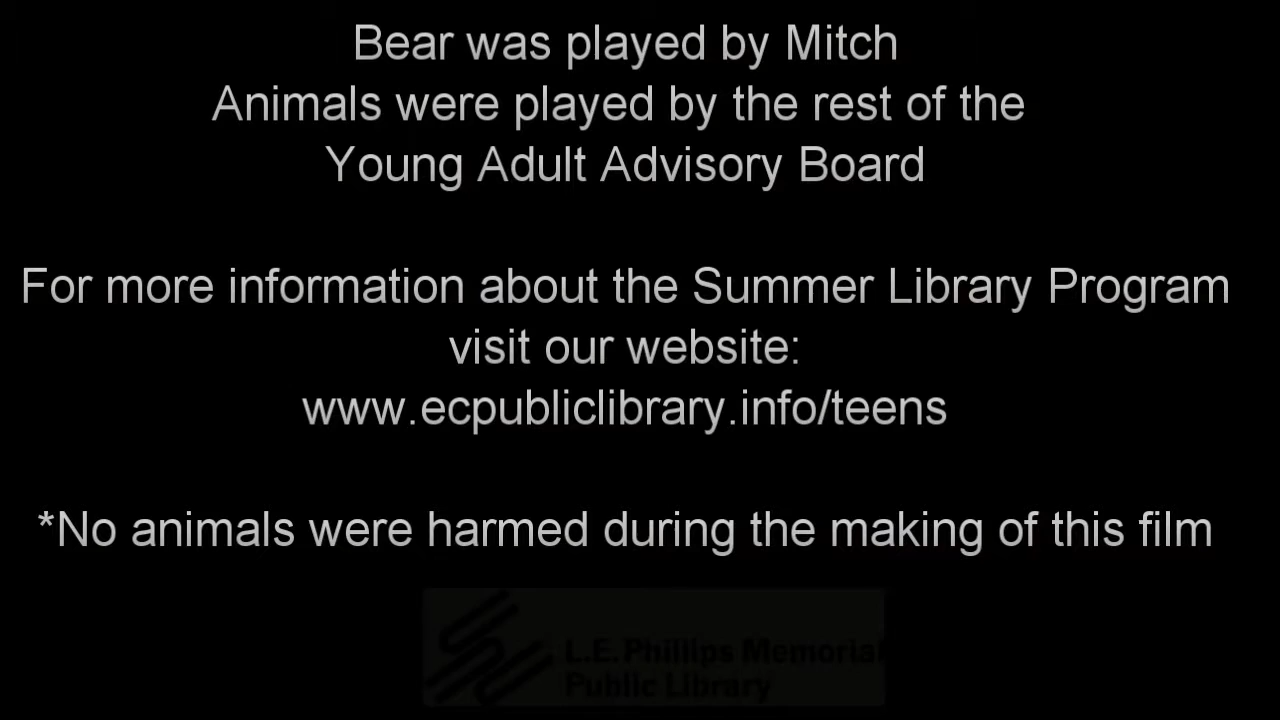 Bear was played by Mitch
Animals were played by the rest of the
Young Adult Advisory Board
For more information about the Summer Library Program
visit our website:
www.ecpubliclibrary.info/teens
*No animals were harmed during the making of this film
L.E. Phillips Memorial
Public Library